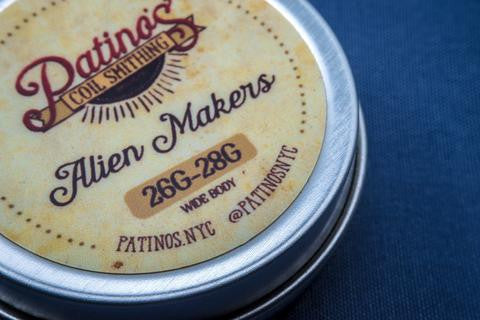 Patino's
COIL SMITHING
Alien Makers
26G-28G
WIDE BODY
PATINOS.NYC @PATINOSNYC